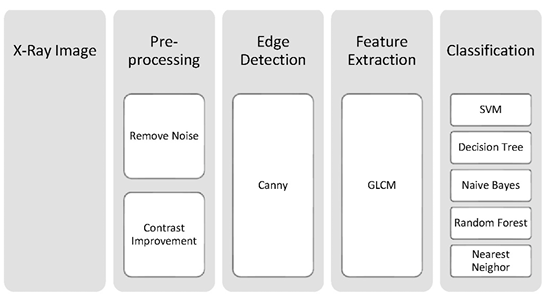 X-Ray Image
Pre-
processing
Remove Noise
Contrast
Improvement
Edge
Detection
Canny
Feature
Extraction
GLCM
Classification
SVM
Decision Tree
Naive Bayes
Random Forest
Nearest
Neighor